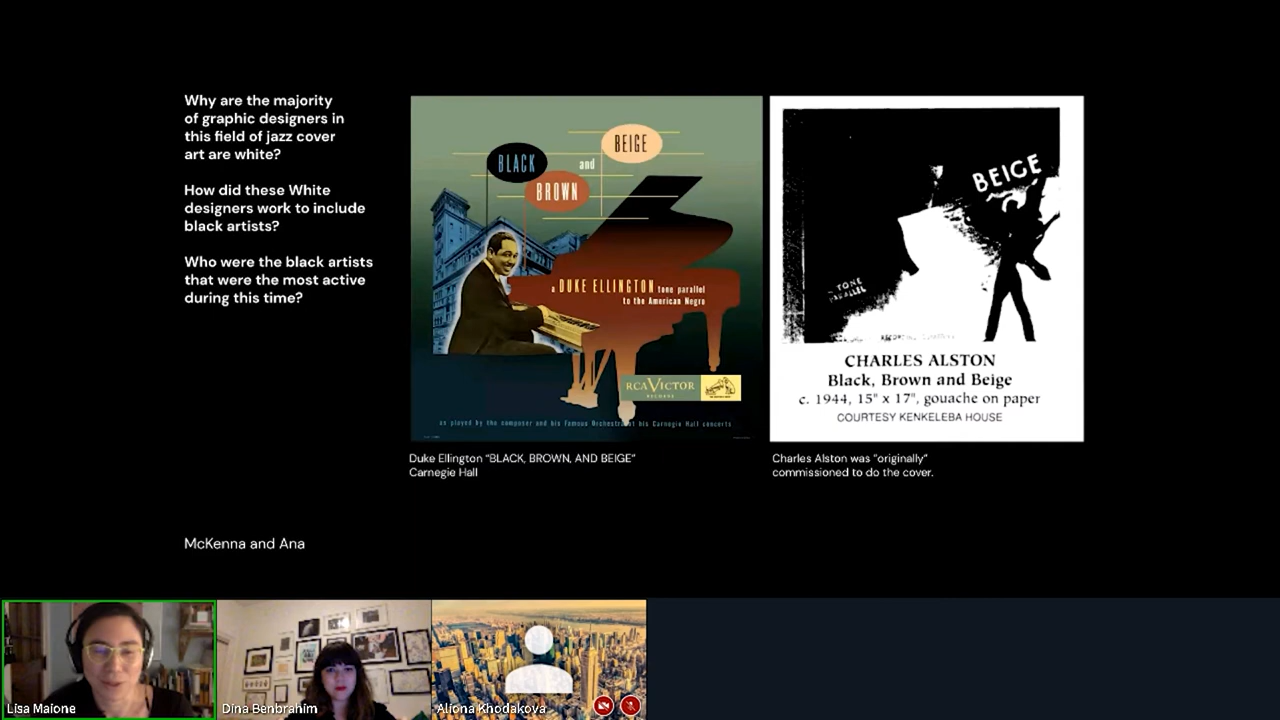 Why are the majority
of graphic designers in
this field of jazz cover
art are white?
How did these White
designers work to include
black artists?
Who were the black artists
that were the most active
during this time?
McKenna and Ana
BLACK
and
BEIGE
BROWN
a DUKE ELLINGTON tone parallel
to the American Negro
RCA VICTOR
RECORDS
as played by the composer and his Famous Orchestra at his Carnegie Hall concerts
Duke Ellington “BLACK, BROWN, AND BEIGE”
Carnegie Hall
BEIGE
TONE
PARALLEL
CHARLES ALSTON
Black, Brown and Beige
c. 1944, 15" x 17", gouache on paper
COURTESY KENKELEBA HOUSE
Charles Alston was “originally”
commissioned to do the cover.
Lisa Maione
Dina Benbrahim
Aliona Khodakova